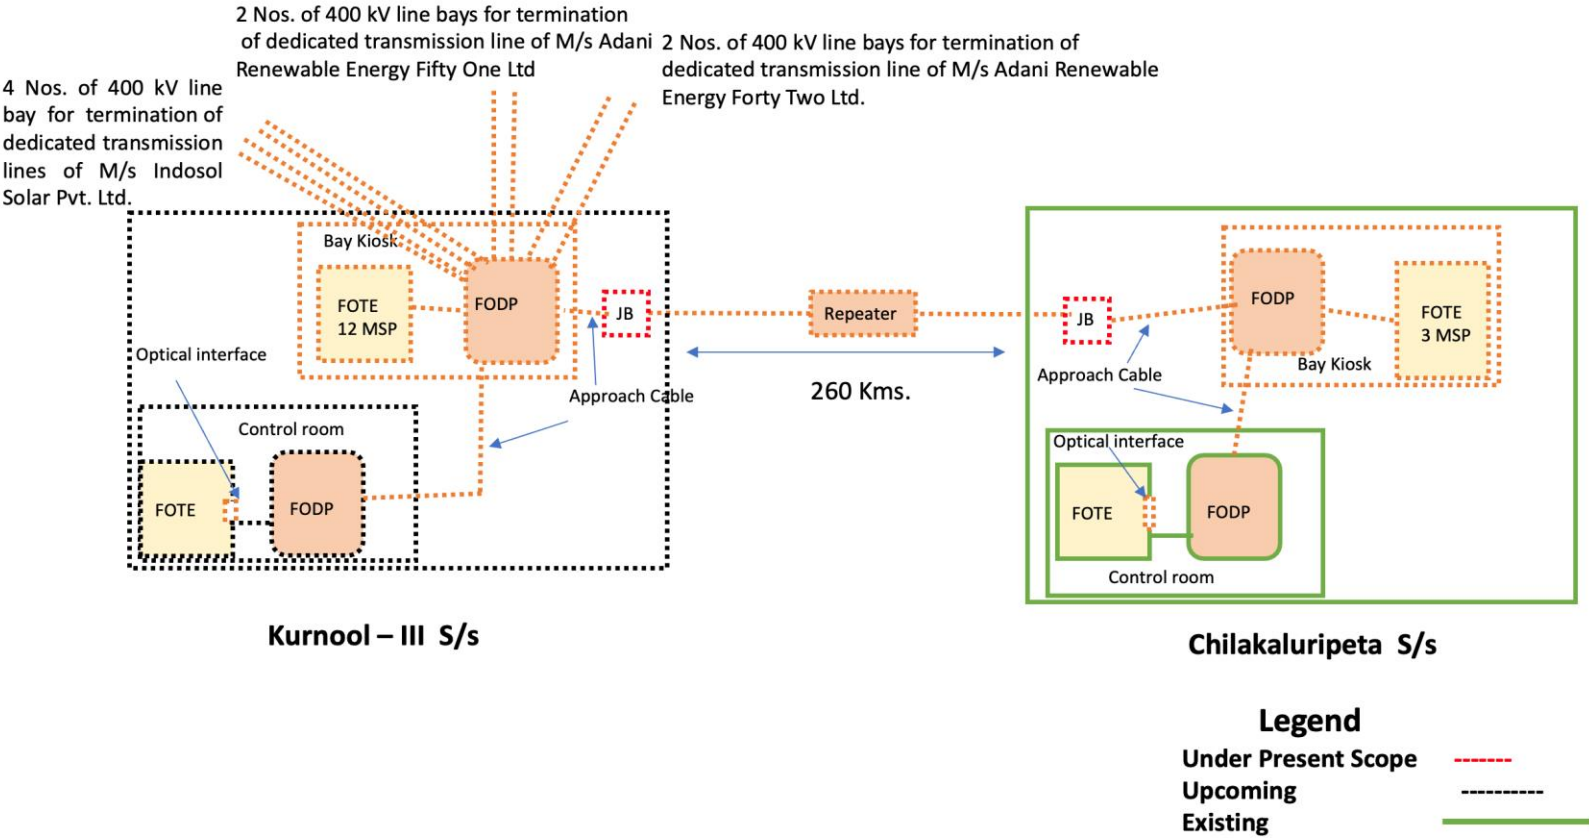 2 Nos. of 400 kV line bays for termination
of dedicated transmission line of M/s Adani
Renewable Energy Fifty One Ltd
2 Nos. of 400 kV line bays for termination of
dedicated transmission line of M/s Adani Renewable
Energy Forty Two Ltd.
4 Nos. of 400 kV line
bay for termination of
dedicated transmission
lines of M/s Indosol
Solar Pvt. Ltd.
Bay Kiosk
FOTE
12 MSP
FODP
JB
Repeater
JB
FODP
FOTE
3 MSP
Bay Kiosk
Optical interface
Approach Cable
260 Kms.
Approach Cable
Control room
FOTE
FODP
Optical interface
FOTE
FODP
Control room
Kurnool – III S/s
Chilakaluripeta S/s
Legend
Under Present Scope
Upcoming
Existing